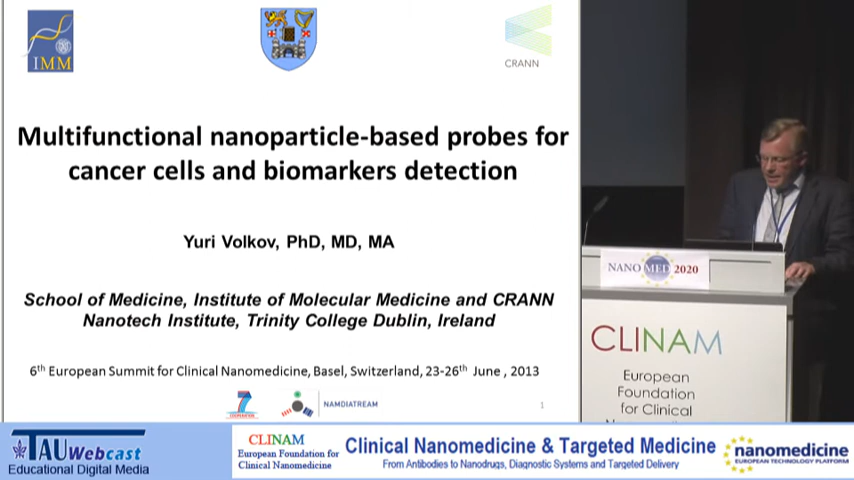 IMM
CRANN
Multifunctional nanoparticle-based probes for
cancer cells and biomarkers detection
Yuri Volkov, PhD, MD, MA
School of Medicine, Institute of Molecular Medicine and CRANN
Nanotech Institute, Trinity College Dublin, Ireland
6th European Summit for Clinical Nanomedicine, Basel, Switzerland, 23-26th June , 2013
7
NAMDIATREAM
1
NANOMED 2020
CLINAM
European
Foundation
for Clinical
TAUWebcast
Educational Digital Media
CLINAM
European Foundation for
Clinical Nanomedicine
Clinical Nanomedicine & Targeted Medicine
From Antibodies to Nanodrugs, Diagnostic Systems and Targeted Delivery
nanomedicine
EUROPEAN TECHNOLOGY PLATFORM